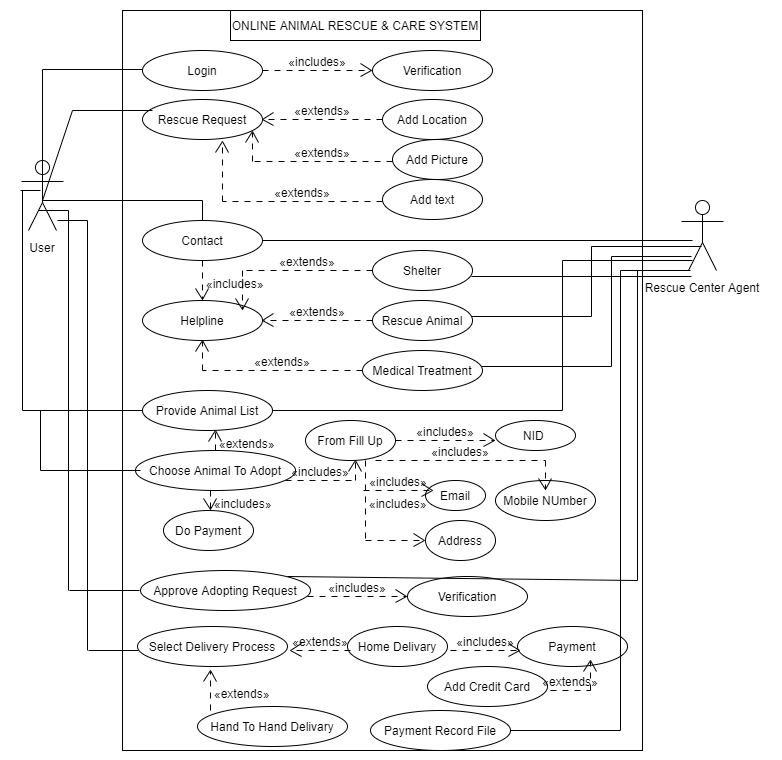 ONLINE ANIMAL RESCUE & CARE SYSTEM
Login
«includes»
Verification
Rescue Request
«extends»
Add Location
«extends»
Add Picture
«extends»
Add text
User
Contact
Rescue Center Agent
«extends»
Shelter
«includes»
Helpline
«extends»
Rescue Animal
«extends»
Medical Treatment
Provide Animal List
«extends»
From Fill Up
«includes»
NID
«includes»
Choose Animal To Adopt
«includes»
«includes»
Email
Mobile NUmber
«includes»
«includes»
Do Payment
Address
Approve Adopting Request
«includes»
Verification
Select Delivery Process
«extends»
Home Delivary
«includes»
Payment
Add Credit Card
«extends»
«extends»
Hand To Hand Delivary
Payment Record File